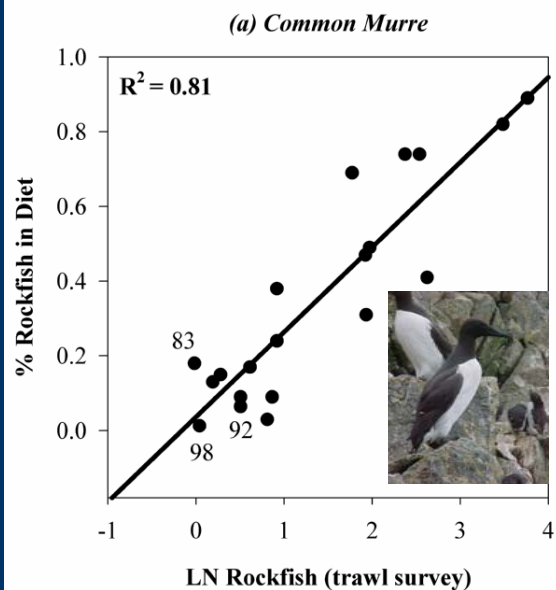 (a) Common Murre
R² = 0.81
% Rockfish in Diet
1.0
0.8
0.6
0.4
0.2
0.0
83
92
98
-1 0 1 2 3 4
LN Rockfish (trawl survey)